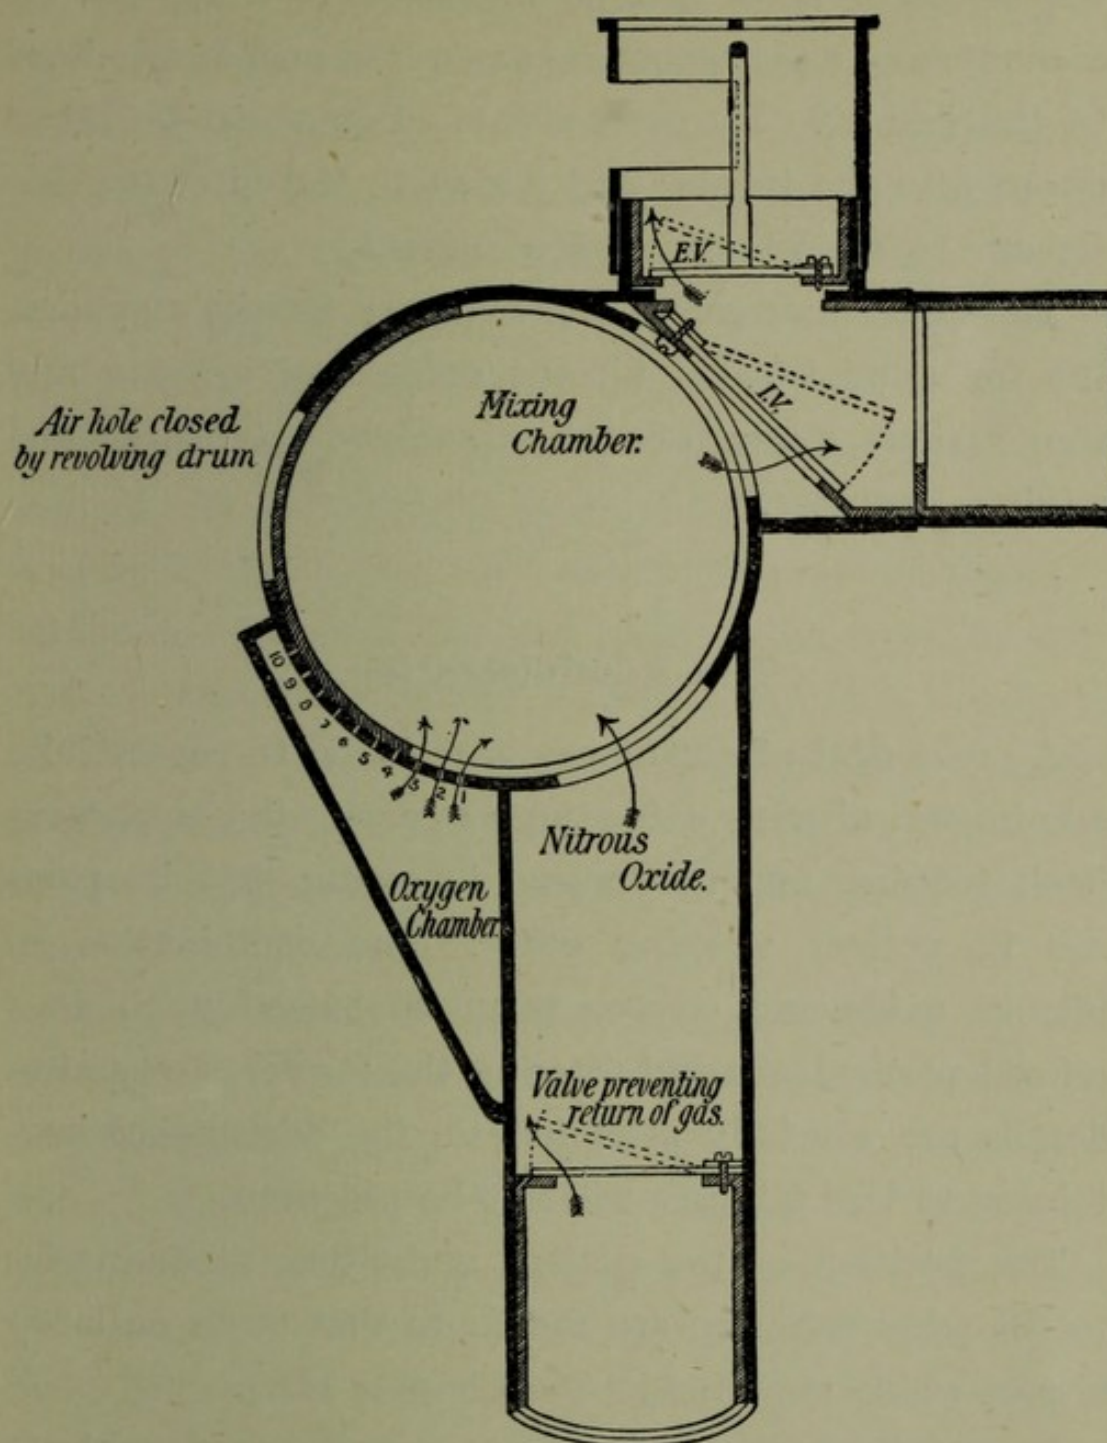 E.V.
I.V.
Mixing
Chamber.
Air hole closed
by revolving drum
10
9
8
7
6
5
4
3
2
1
Nitrous
Oxide.
Oxygen
Chamber.
Valve preventing
return of gas.